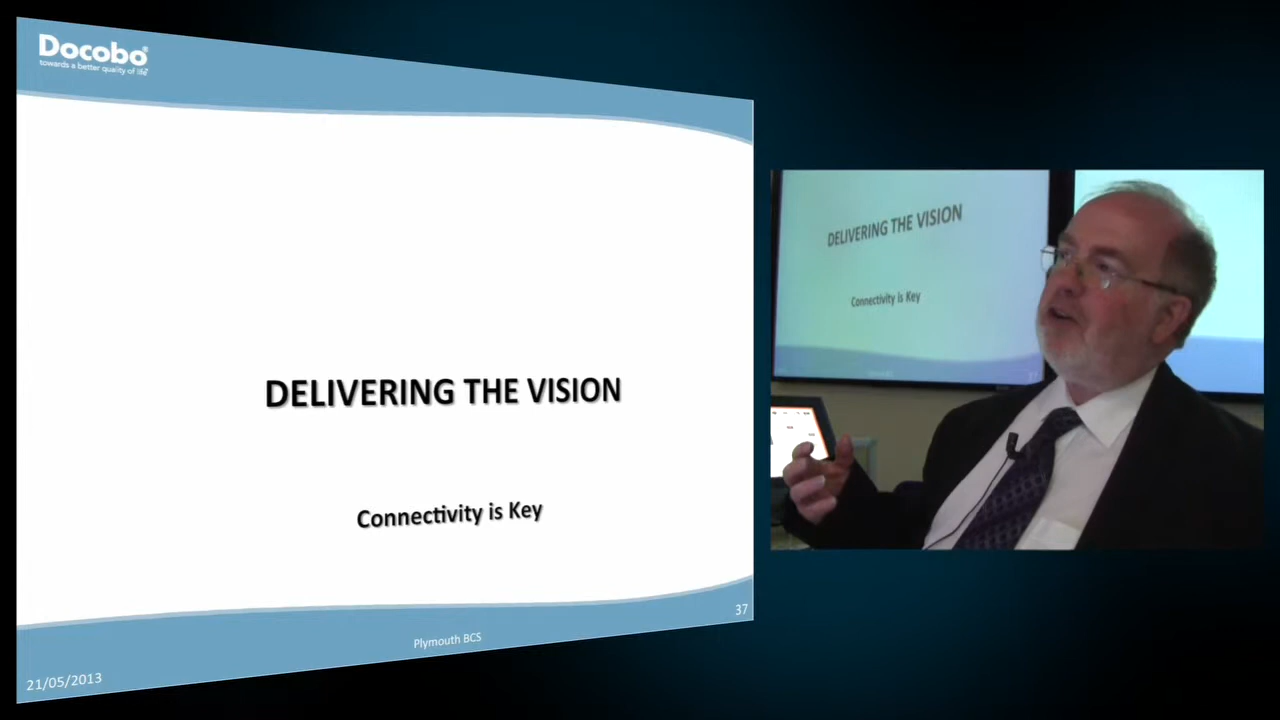 Docobo®
towards a better quality of life
DELIVERING THE VISION
Connectivity is Key
Plymouth BCS
37
21/05/2013
DELIVERING THE VISION
Connectivity is Key